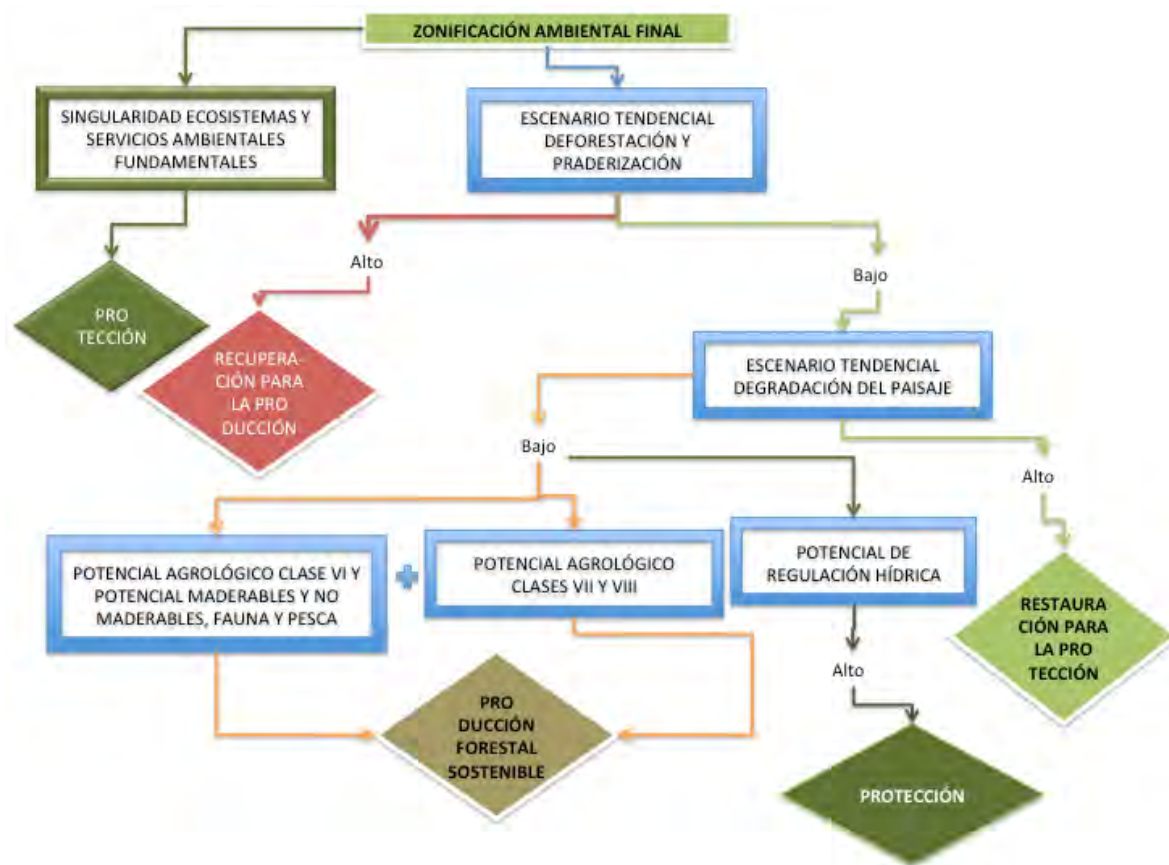 ZONIFICACIÓN AMBIENTAL FINAL
SINGULARIDAD ECOSISTEMAS Y
SERVICIOS AMBIENTALES
FUNDAMENTALES
ESCENARIO TENDENCIAL
DEFORESTACIÓN Y
PRADERIZACIÓN
Alto
Bajo
PRO
TECCIÓN
RECUPERA-
CIÓN PARA
LA PRO
DUCCIÓN
ESCENARIO TENDENCIAL
DEGRADACIÓN DEL PAISAJE
Bajo
Alto
POTENCIAL AGROLÓGICO CLASE VI Y
POTENCIAL MADERABLES Y NO
MADERABLES, FAUNA Y PESCA
POTENCIAL AGROLÓGICO
CLASES VII Y VIII
POTENCIAL DE
REGULACIÓN HÍDRICA
RESTAURA
CIÓN PARA
LA PRO
TECCIÓN
Alto
PRO
DUCCIÓN
FORESTAL
SOSTENIBLE
PROTECCIÓN